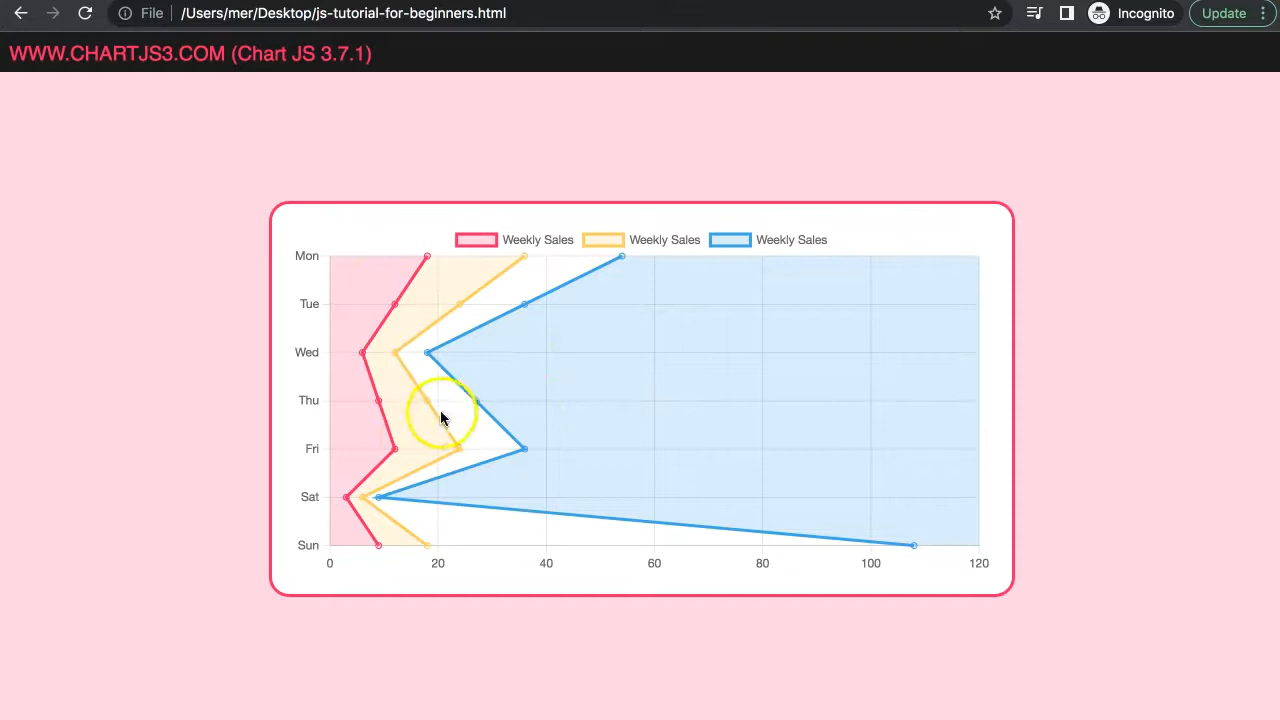 File /Users/mer/Desktop/js-tutorial-for-beginners.html Incognito Update
WWW.CHARTJS3.COM (Chart JS 3.7.1)
Weekly Sales Weekly Sales Weekly Sales
Mon
Tue
Wed
Thu
Fri
Sat
Sun
0 20 40 60 80 100 120